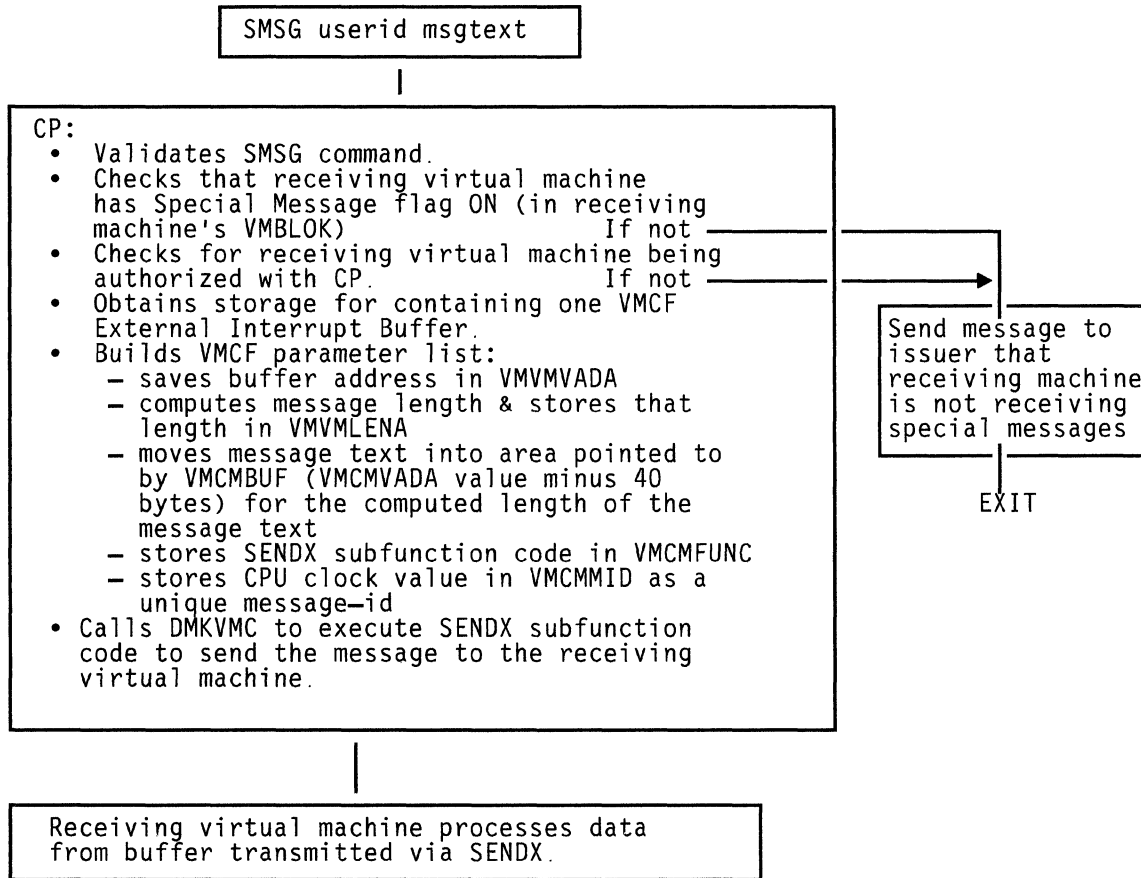 SMSG userid msgtext
CP:
• Validates SMSG command.
• Checks that receiving virtual machine
has Special Message flag ON (in receiving
machine's VMBLOK) If not
• Checks for receiving virtual machine being
authorized with CP. If not
• Obtains storage for containing one VMCF
External Interrupt Buffer.
• Builds VMCF parameter list:
— saves buffer address in VMVMVADA
— computes message length & stores that
length in VMVMLENA
— moves message text into area pointed to
by VMCMBUF (VMCMVADA value minus 40
bytes) for the computed length of the
message text
— stores SENDX subfunction code in VMCMFUNC
— stores CPU clock value in VMCMMID as a
unique message—id
• Calls DMKVMC to execute SENDX subfunction
code to send the message to the receiving
virtual machine.
Send message to
issuer that
receiving machine
is not receiving
special messages
EXIT
Receiving virtual machine processes data
from buffer transmitted via SENDX.